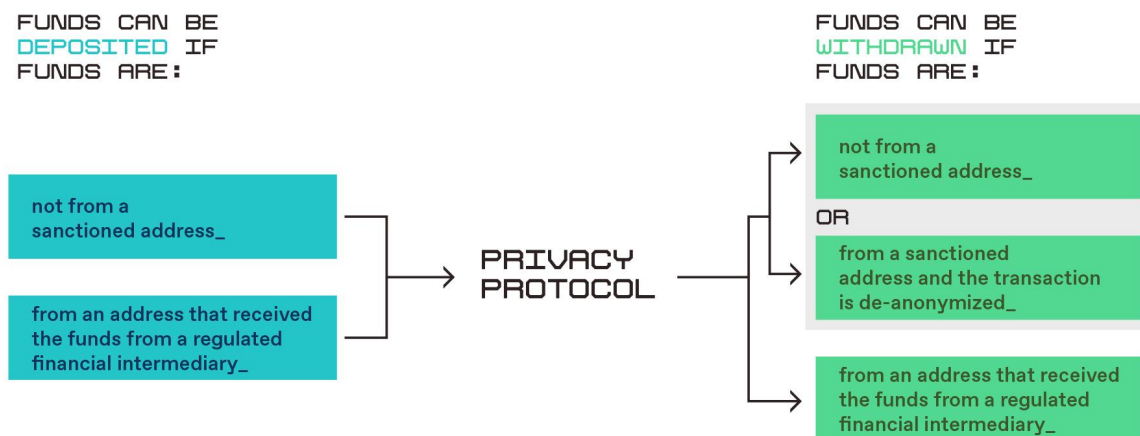 FUNDS CAN BE
DEPOSITED IF
FUNDS ARE:
not from a
sanctioned address_
from an address that received
the funds from a regulated
financial intermediary_
PRIVACY
PROTOCOL
FUNDS CAN BE
WITHDRAWN IF
FUNDS ARE:
not from a
sanctioned address_
OR
from a sanctioned
address and the transaction
is de-anonymized_
from an address that received
the funds from a regulated
financial intermediary_